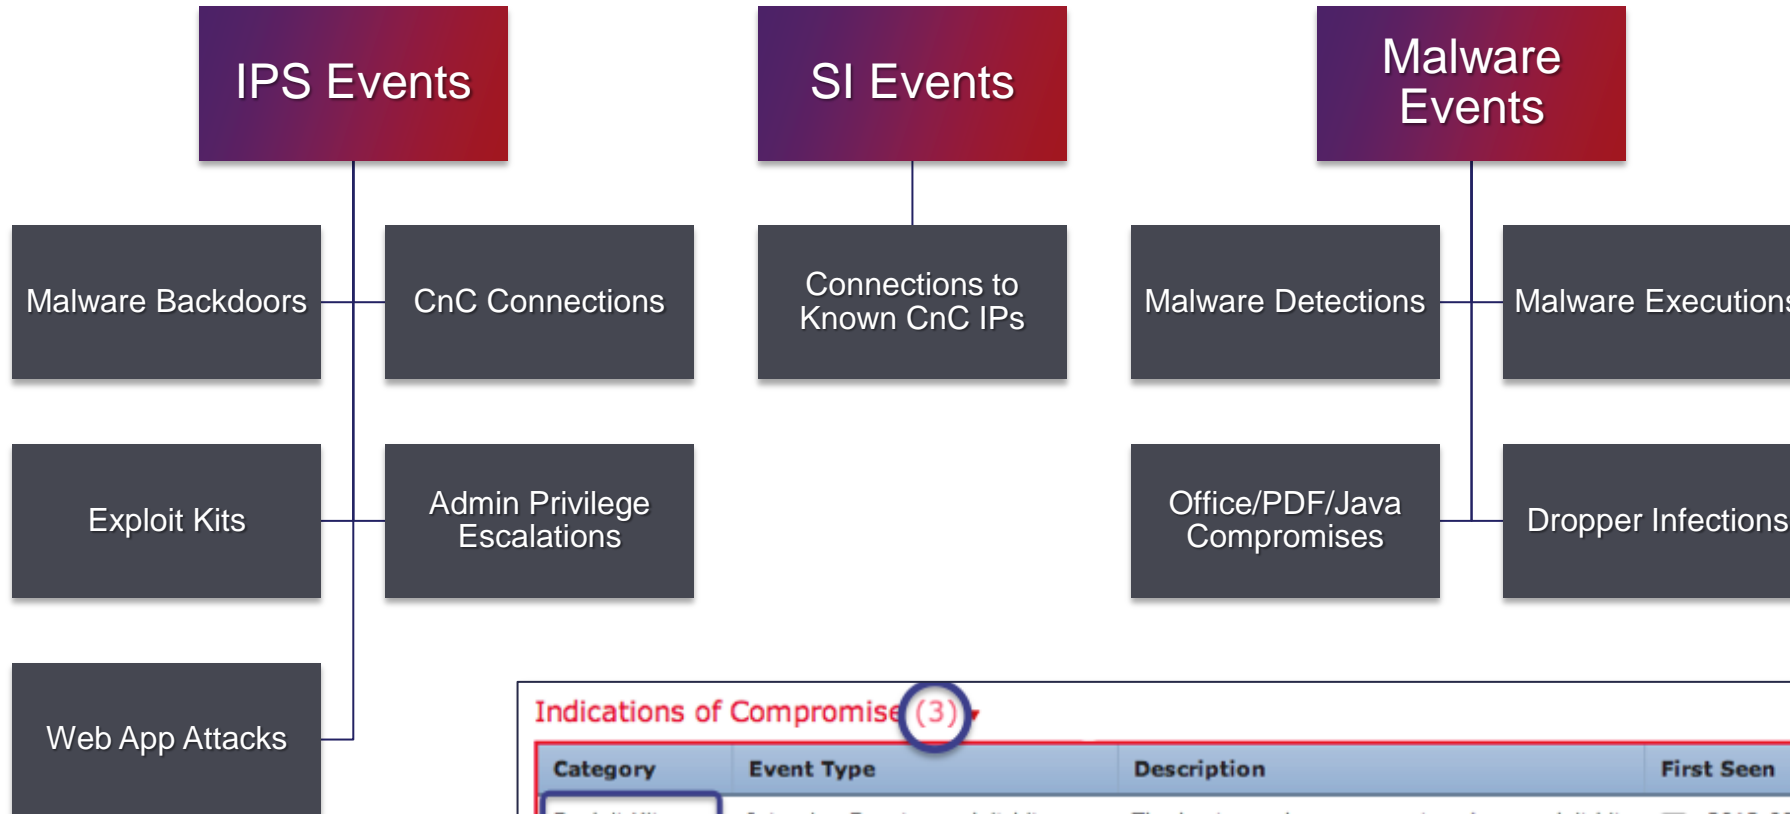 IPS Events
SI Events
Malware
Events
Malware Backdoors
CnC Connections
Connections to
Known CnC IPs
Malware Detections
Malware Executions
Exploit Kits
Admin Privilege
Escalations
Office/PDF/Java
Compromises
Dropper Infections
Web App Attacks
Indications of Compromise (3)
Category Event Type Description First Seen